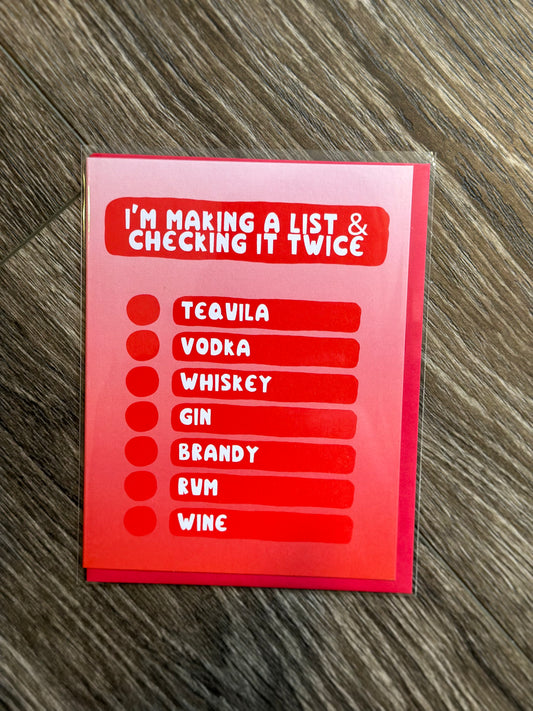 I'M MAKING A LIST &
CHECKING IT TWICE
TEQUILA
VODKA
WHISKEY
GIN
BRANDY
RUM
WINE